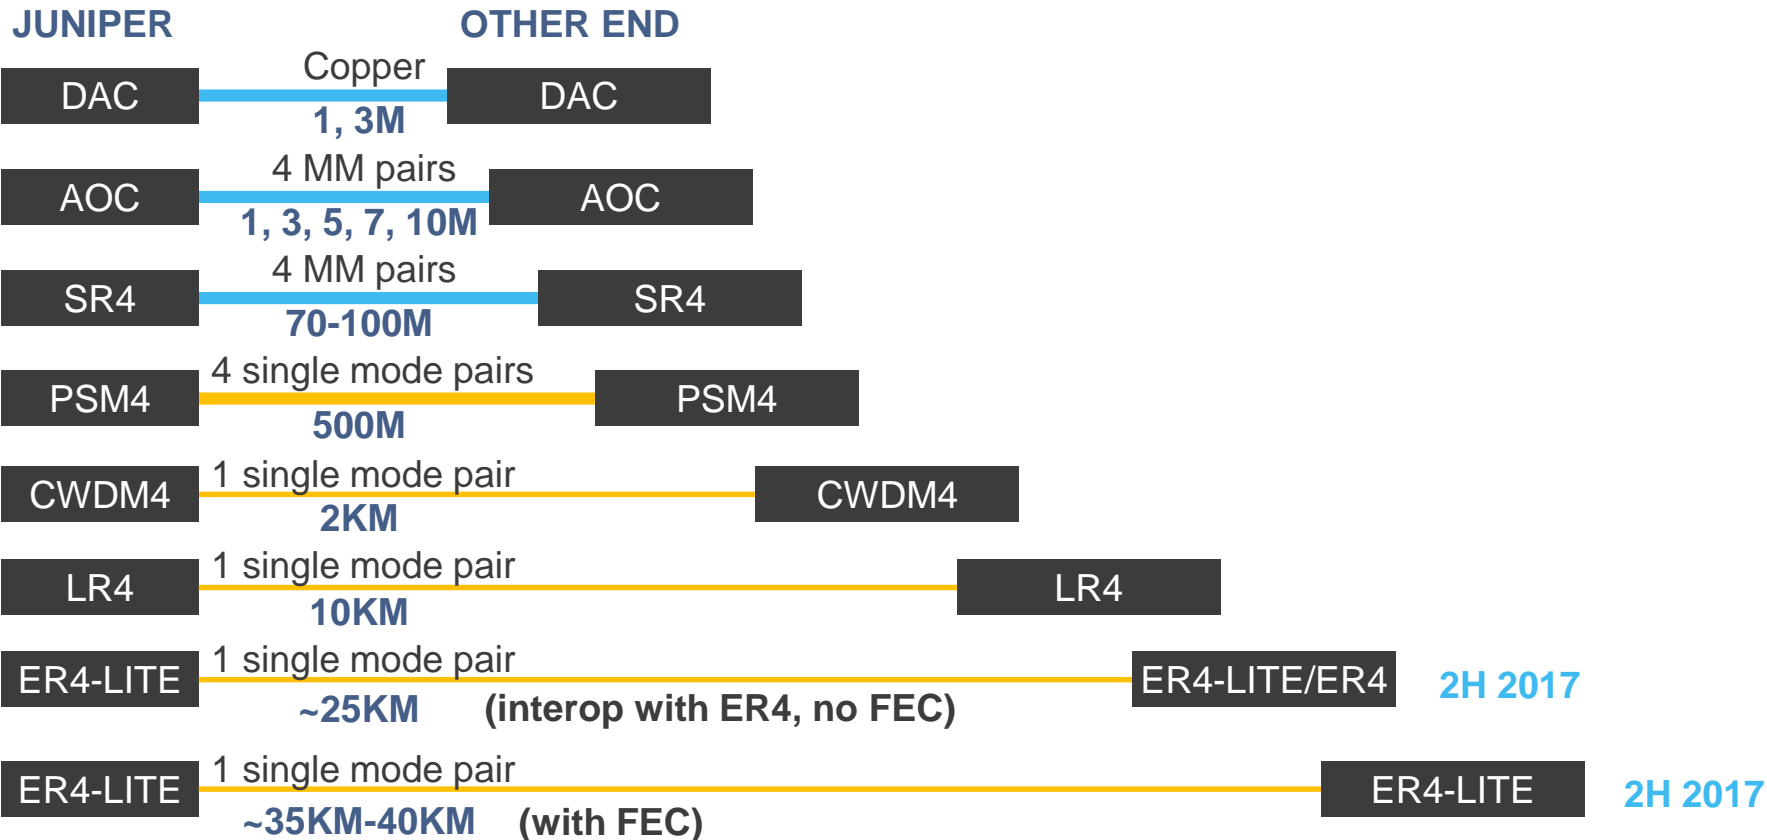 JUNIPER OTHER END
Copper
DAC DAC
1, 3M
4 MM pairs
AOC AOC
1, 3, 5, 7, 10M
4 MM pairs
SR4 SR4
70-100M
4 single mode pairs
PSM4 PSM4
500M
1 single mode pair
CWDM4 CWDM4
2KM
1 single mode pair
LR4 LR4
10KM
1 single mode pair
ER4-LITE ER4-LITE/ER4 2H 2017
~25KM (interop with ER4, no FEC)
1 single mode pair
ER4-LITE ER4-LITE 2H 2017
~35KM-40KM (with FEC)